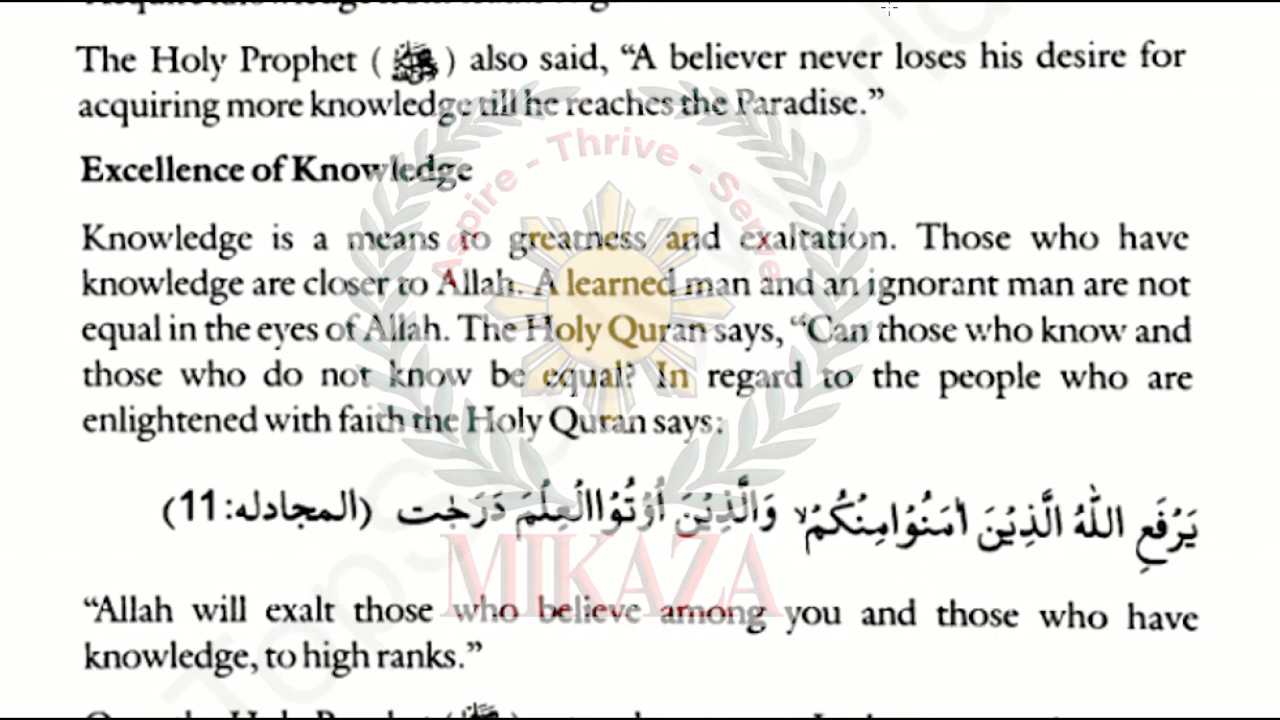 The Holy Prophet (ﷺ) also said, “A believer never loses his desire for
acquiring more knowledge till he reaches the Paradise.”
Excellence of Knowledge
Knowledge is a means to greatness and exaltation. Those who have
knowledge are closer to Allah. A learned man and an ignorant man are not
equal in the eyes of Allah. The Holy Quran says, “Can those who know and
those who do not know be equal? In regard to the people who are
enlightened with faith the Holy Quran says:
يَرْفَعِ اللّٰهُ الَّذِيْنَ اٰمَنُوْا مِنْكُمْ ۙ وَالَّذِيْنَ اُوْتُوْا الْعِلْمَ دَرَجٰت (المجادله:11)
“Allah will exalt those who believe among you and those who have
knowledge, to high ranks.”
Aspire - Thrive - Serve
MIKAZA